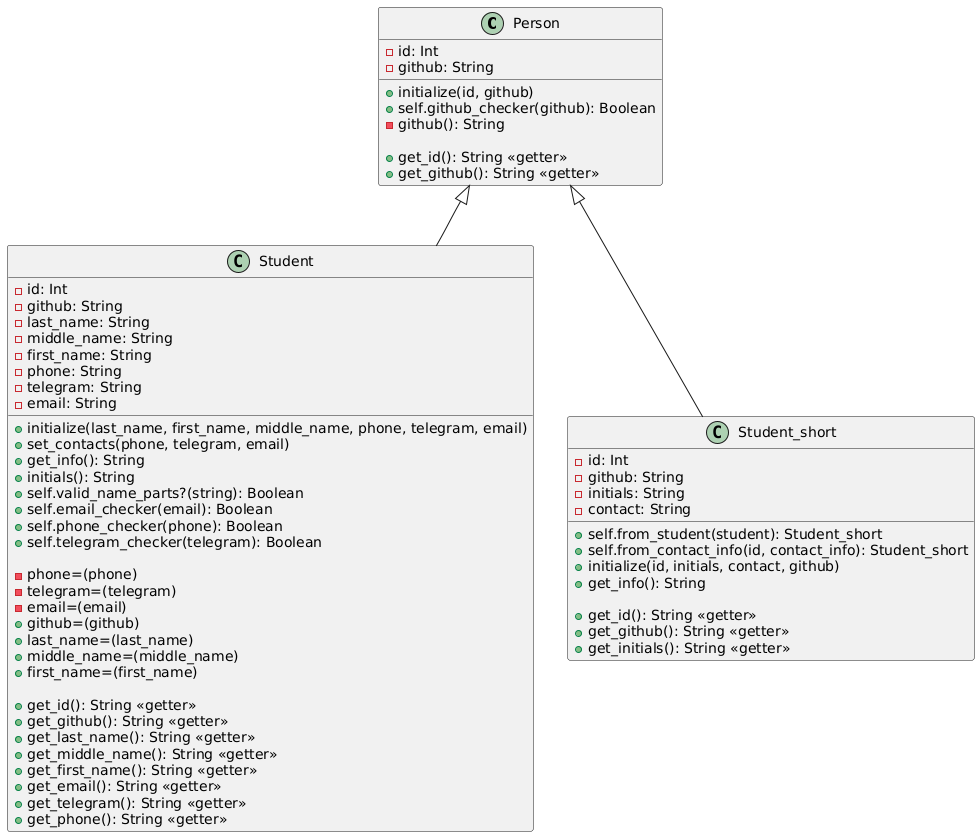 C Person
id: Int
github: String
initialize(id, github)
self.github_checker(github): Boolean
github(): String
get_id(): String «getter»
get_github(): String «getter»
C Student
id: Int
github: String
last_name: String
middle_name: String
first_name: String
phone: String
telegram: String
email: String
initialize(last_name, first_name, middle_name, phone, telegram, email)
set_contacts(phone, telegram, email)
get_info(): String
initials(): String
self.valid_name_parts?(string): Boolean
self.email_checker(email): Boolean
self.phone_checker(phone): Boolean
self.telegram_checker(telegram): Boolean
phone=(phone)
telegram=(telegram)
email=(email)
github=(github)
last_name=(last_name)
middle_name=(middle_name)
first_name=(first_name)
get_id(): String «getter»
get_github(): String «getter»
get_last_name(): String «getter»
get_middle_name(): String «getter»
get_first_name(): String «getter»
get_email(): String «getter»
get_telegram(): String «getter»
get_phone(): String «getter»
C Student_short
id: Int
github: String
initials: String
contact: String
self.from_student(student): Student_short
self.from_contact_info(id, contact_info): Student_short
initialize(id, initials, contact, github)
get_info(): String
get_id(): String «getter»
get_github(): String «getter»
get_initials(): String «getter»